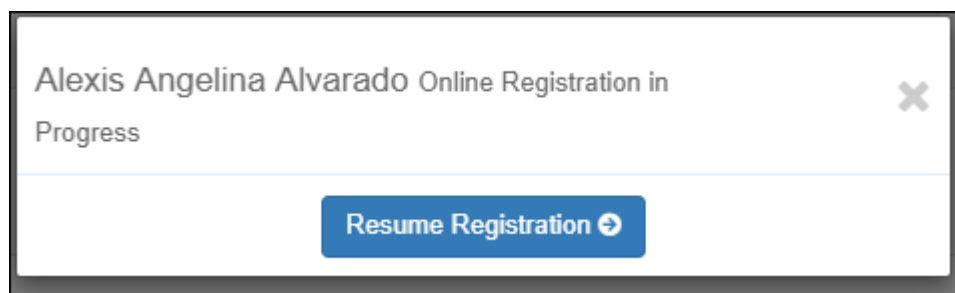 Alexis Angelina Alvarado Online Registration in
Progress
Resume Registration